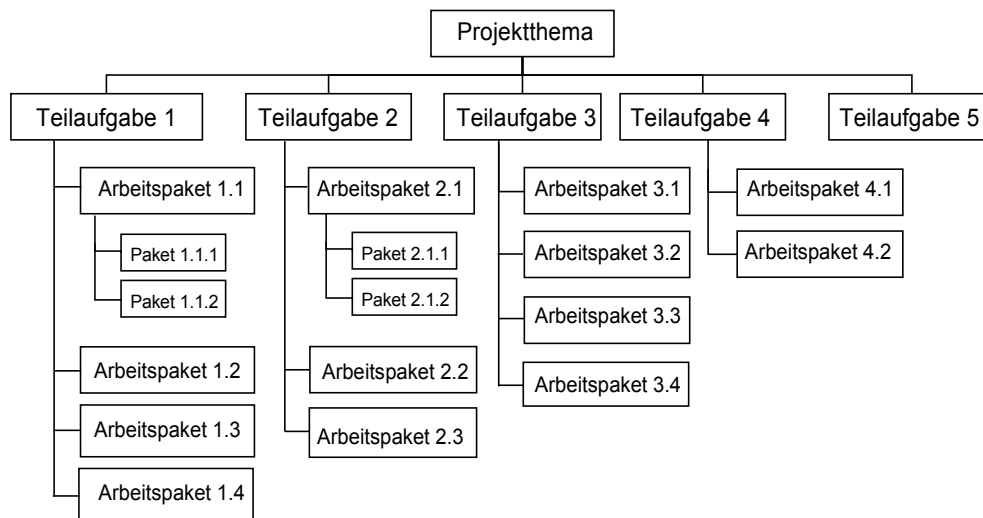 Projektthema
Teilaufgabe 1
Teilaufgabe 2
Teilaufgabe 3
Teilaufgabe 4
Teilaufgabe 5
Arbeitspaket 1.1
Paket 1.1.1
Paket 1.1.2
Arbeitspaket 1.2
Arbeitspaket 1.3
Arbeitspaket 1.4
Arbeitspaket 2.1
Paket 2.1.1
Paket 2.1.2
Arbeitspaket 2.2
Arbeitspaket 2.3
Arbeitspaket 3.1
Arbeitspaket 3.2
Arbeitspaket 3.3
Arbeitspaket 3.4
Arbeitspaket 4.1
Arbeitspaket 4.2